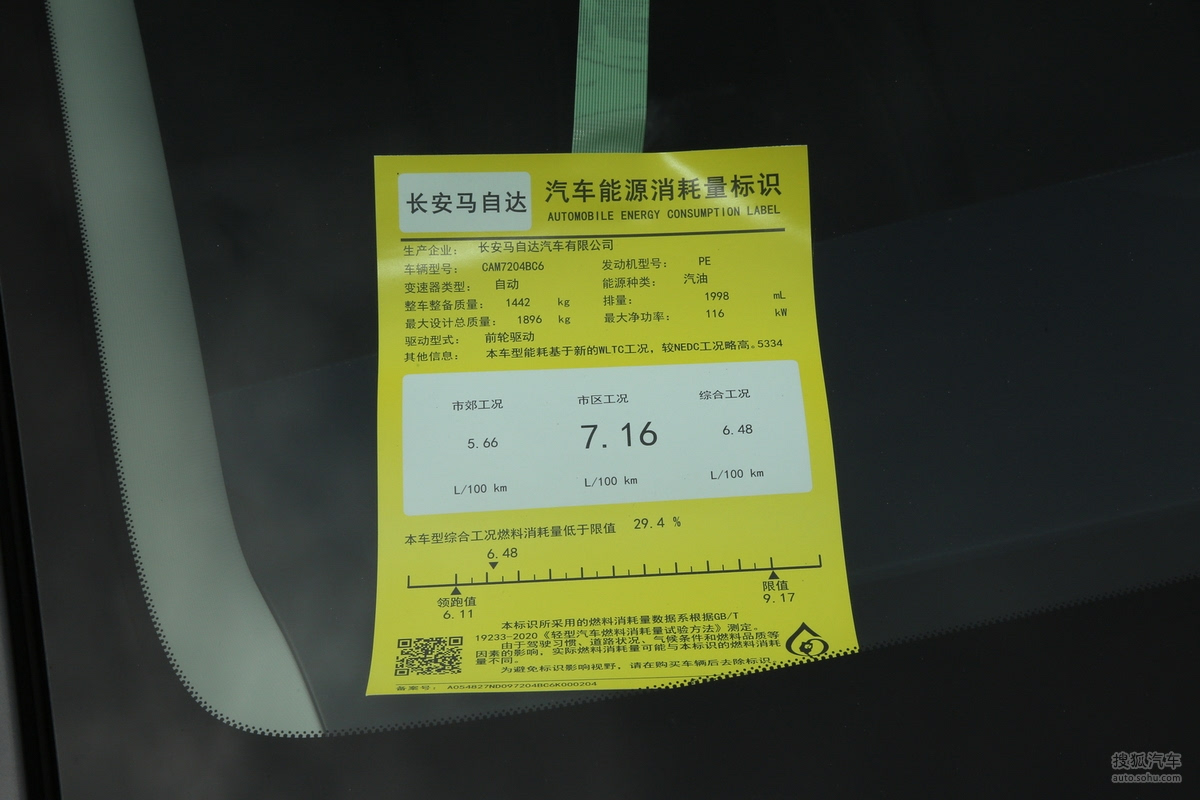 长安马自达 汽车能源消耗量标识
AUTOMOBILE ENERGY CONSUMPTION LABEL
生产企业: 长安马自达汽车有限公司
车辆型号: CAM7204BC6 发动机型号: PE
变速器类型: 自动 能源种类: 汽油
整车整备质量: 1442 kg 排量: 1998 mL
最大设计总质量: 1896 kg 最大净功率: 116 kW
驱动型式: 前轮驱动
其他信息: 本车型能耗基于新的WLTC工况，较NEDC工况略高。5334
市郊工况 市区工况 综合工况
5.66 7.16 6.48
L/100 km L/100 km L/100 km
本车型综合工况燃料消耗量低于限值 29.4 %
6.48
领跑值 限值
6.11 9.17
本标识所采用的燃料消耗量数据系根据GB/T
19233-2020《轻型汽车燃料消耗量试验方法》测定。
由于驾驶习惯、道路状况、气候条件和燃料品质等
因素的影响，实际燃料消耗量可能与本标识的燃料消耗
量不同。
为避免标识影响视野，请在购买车辆后去除标识。
备案号: A054827ND097204BC6K000204
搜狐汽车
auto.sohu.com